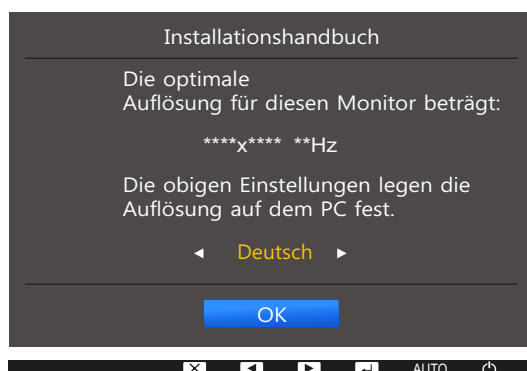 Installationshandbuch
Die optimale
Auflösung für diesen Monitor beträgt:
****x**** **Hz
Die obigen Einstellungen legen die
Auflösung auf dem PC fest.
Deutsch
OK
AUTO